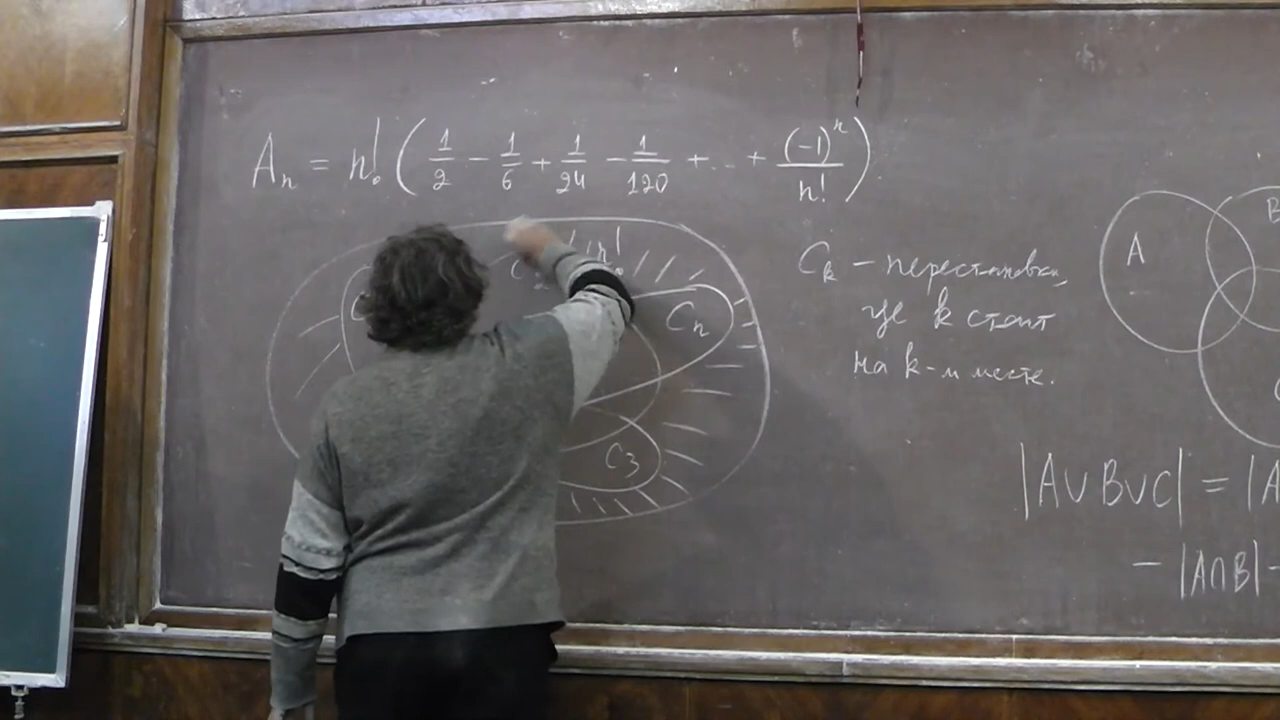 Aₙ = n! (1/2 − 1/6 + 1/24 − 1/120 + ... + (−1)ⁿ/n!).
n!
Cₙ
C₃
Cₖ – перестановки,
где k стоит
на k-м месте.
A
B
|A∪B∪C| = |A
− |A∩B| −